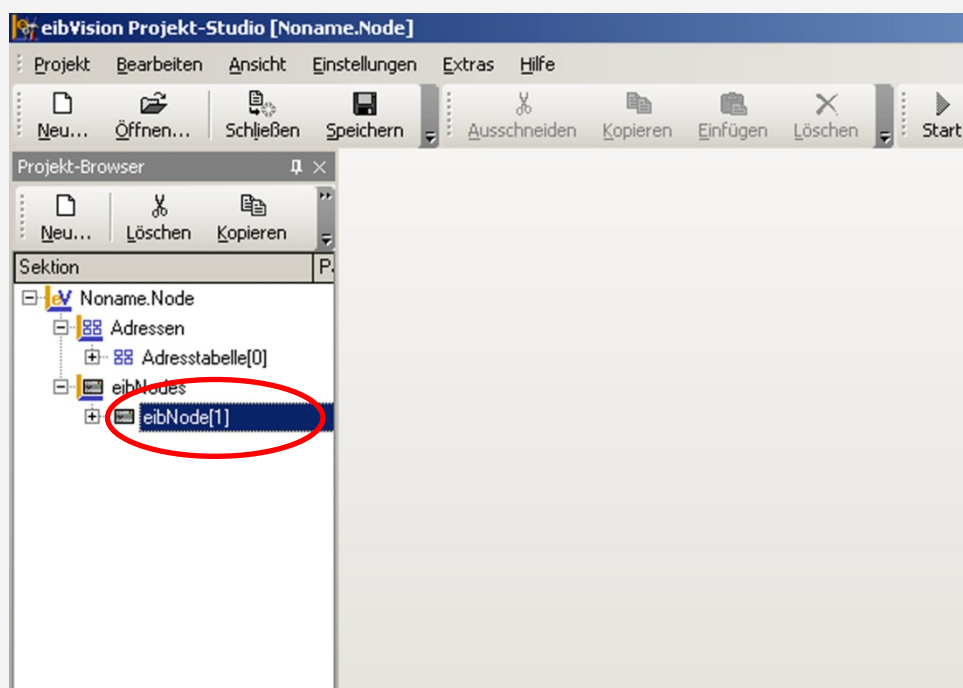 eibVision Projekt-Studio [Noname.Node]
Projekt Bearbeiten Ansicht Einstellungen Extras Hilfe
Neu... Öffnen... Schließen Speichern Ausschneiden Kopieren Einfügen Löschen Start
Projekt-Browser
Neu... Löschen Kopieren
Sektion P
eV Noname.Node
Adressen
Adresstabelle[0]
eibNodes
eibNode[1]